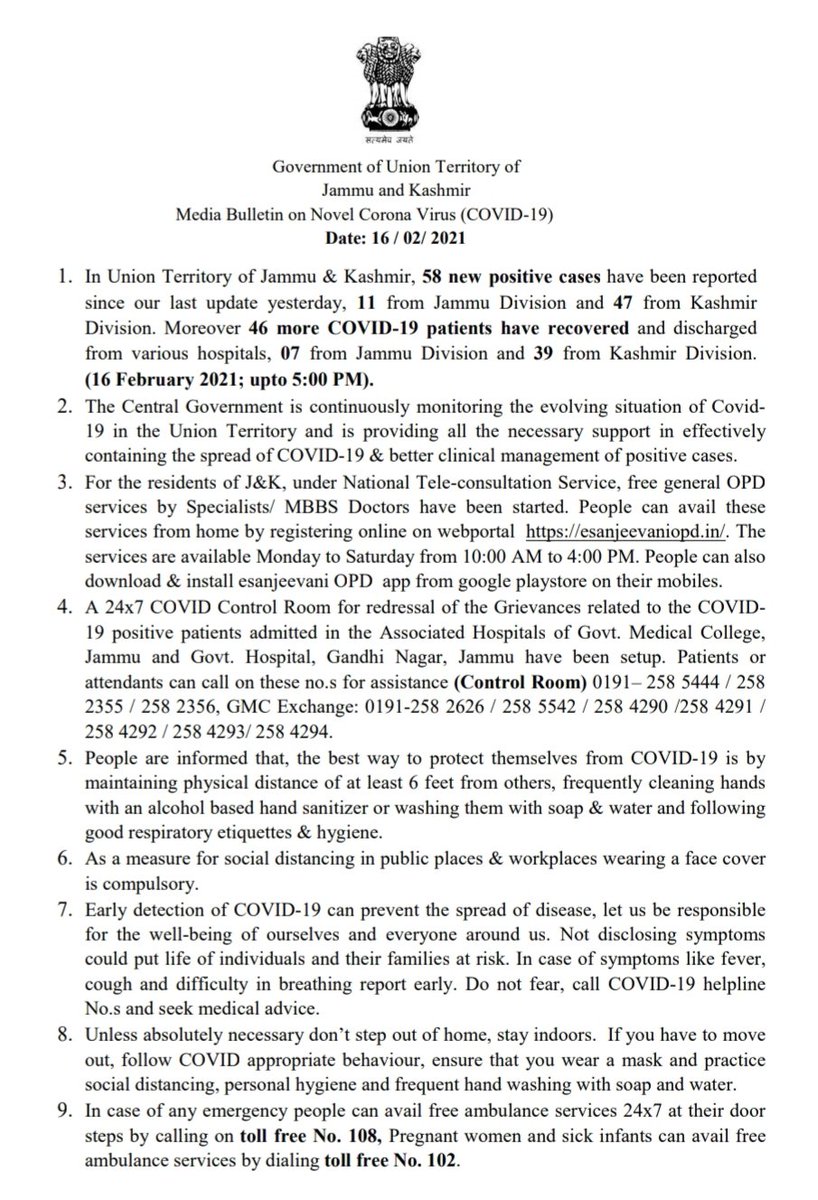 सत्यमेव जयते
Government of Union Territory of
Jammu and Kashmir
Media Bulletin on Novel Corona Virus (COVID-19)
Date: 16 / 02/ 2021
1. In Union Territory of Jammu & Kashmir, 58 new positive cases have been reported
since our last update yesterday, 11 from Jammu Division and 47 from Kashmir
Division. Moreover 46 more COVID-19 patients have recovered and discharged
from various hospitals, 07 from Jammu Division and 39 from Kashmir Division.
(16 February 2021; upto 5:00 PM).
2. The Central Government is continuously monitoring the evolving situation of Covid-
19 in the Union Territory and is providing all the necessary support in effectively
containing the spread of COVID-19 & better clinical management of positive cases.
3. For the residents of J&K, under National Tele-consultation Service, free general OPD
services by Specialists/ MBBS Doctors have been started. People can avail these
services from home by registering online on webportal https://esanjeevaniopd.in/. The
services are available Monday to Saturday from 10:00 AM to 4:00 PM. People can also
download & install esanjeevani OPD app from google playstore on their mobiles.
4. A 24x7 COVID Control Room for redressal of the Grievances related to the COVID-
19 positive patients admitted in the Associated Hospitals of Govt. Medical College,
Jammu and Govt. Hospital, Gandhi Nagar, Jammu have been setup. Patients or
attendants can call on these no.s for assistance (Control Room) 0191– 258 5444 / 258
2355 / 258 2356, GMC Exchange: 0191-258 2626 / 258 5542 / 258 4290 /258 4291 /
258 4292 / 258 4293/ 258 4294.
5. People are informed that, the best way to protect themselves from COVID-19 is by
maintaining physical distance of at least 6 feet from others, frequently cleaning hands
with an alcohol based hand sanitizer or washing them with soap & water and following
good respiratory etiquettes & hygiene.
6. As a measure for social distancing in public places & workplaces wearing a face cover
is compulsory.
7. Early detection of COVID-19 can prevent the spread of disease, let us be responsible
for the well-being of ourselves and everyone around us. Not disclosing symptoms
could put life of individuals and their families at risk. In case of symptoms like fever,
cough and difficulty in breathing report early. Do not fear, call COVID-19 helpline
No.s and seek medical advice.
8. Unless absolutely necessary don’t step out of home, stay indoors. If you have to move
out, follow COVID appropriate behaviour, ensure that you wear a mask and practice
social distancing, personal hygiene and frequent hand washing with soap and water.
9. In case of any emergency people can avail free ambulance services 24x7 at their door
steps by calling on toll free No. 108, Pregnant women and sick infants can avail free
ambulance services by dialing toll free No. 102.